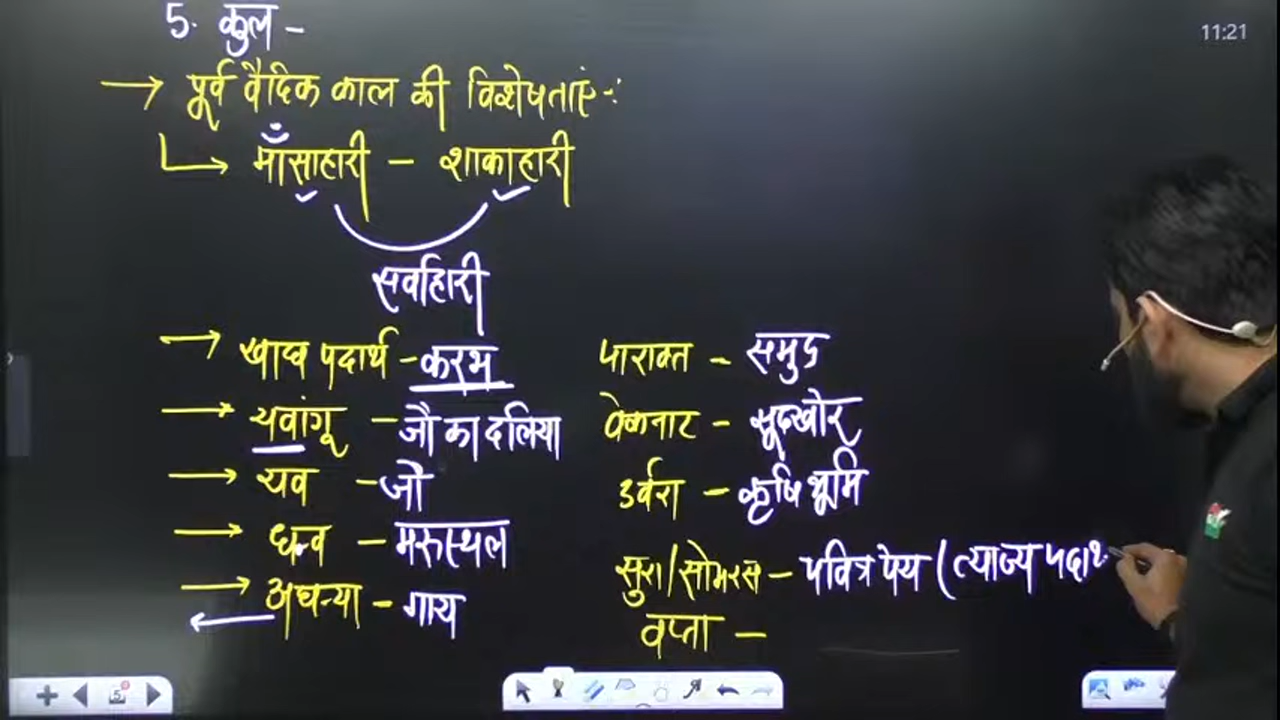 5. कुल -
11:21
→ पूर्व वैदिक काल की विशेषताएं -:
↳ माँसाहारी - शाकाहारी
सर्वाहारी
→ खाद्य पदार्थ - करभ
→ यवांगू - जौ का दलिया
→ यव - जौ
→ धन्व - मरुस्थल
→ अघन्या - गाय
पारावत - समुद्र
वेकनाट - सूदखोर
उर्वरा - कृषि भूमि
सुरा/सोमरस - पवित्र पेय (त्याज्य पदार्थ
वप्ता -